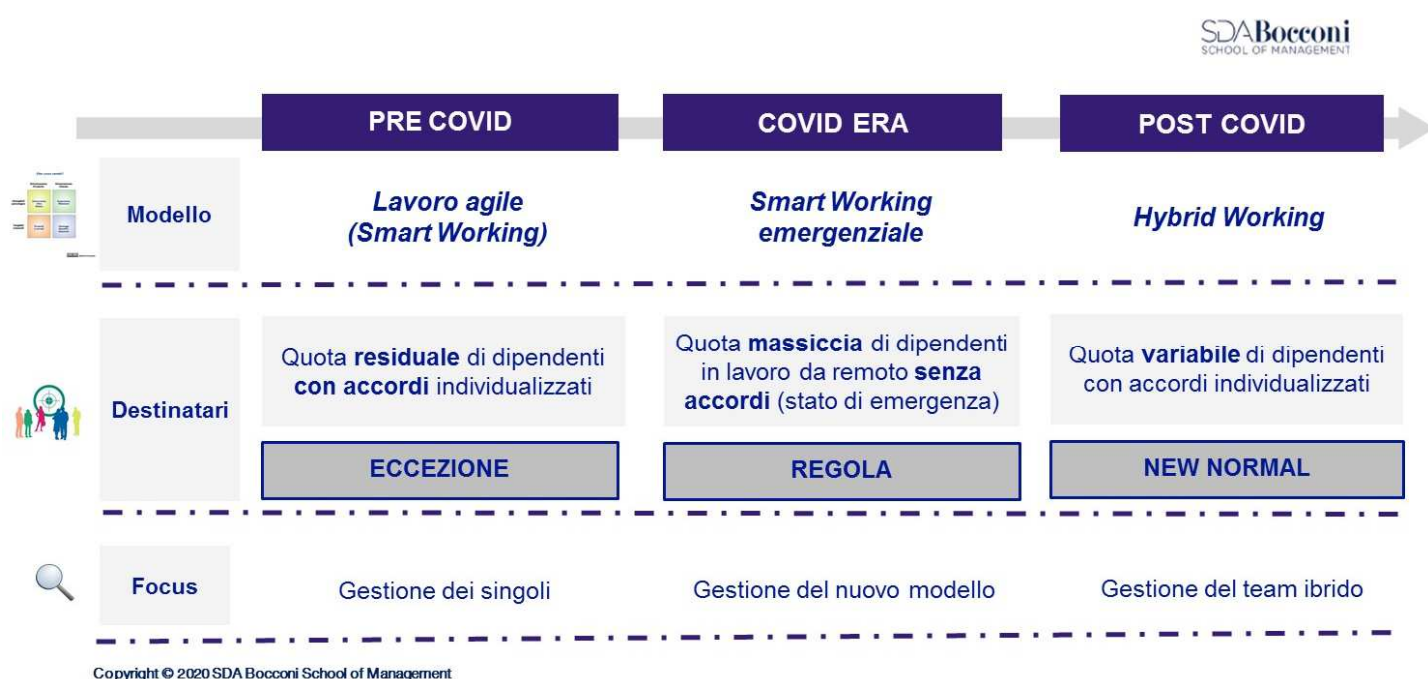 SDA Bocconi
SCHOOL OF MANAGEMENT
PRE COVID
COVID ERA
POST COVID
Modello
Lavoro agile
(Smart Working)
Smart Working
emergenziale
Hybrid Working
Destinatari
Quota residuale di dipendenti
con accordi individualizzati
Quota massiccia di dipendenti
in lavoro da remoto senza
accordi (stato di emergenza)
Quota variabile di dipendenti
con accordi individualizzati
ECCEZIONE
REGOLA
NEW NORMAL
Focus
Gestione dei singoli
Gestione del nuovo modello
Gestione del team ibrido
Copyright © 2020 SDA Bocconi School of Management